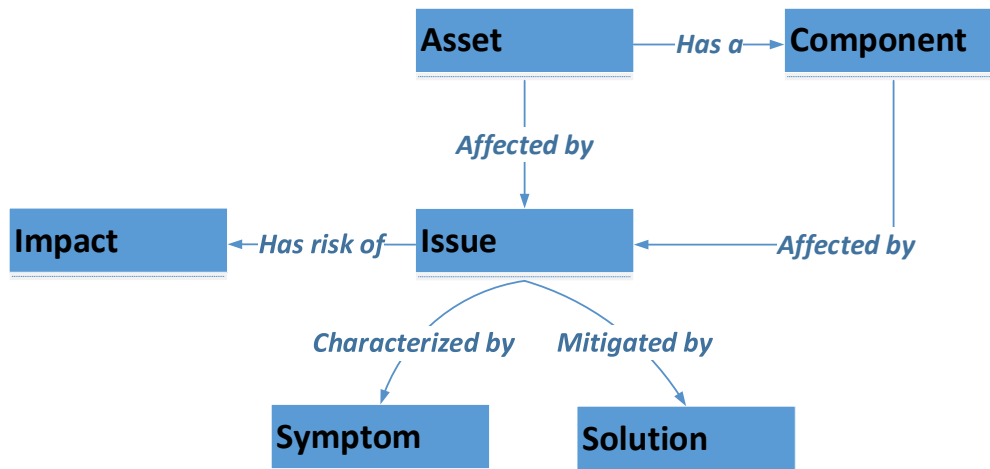 Asset
Has a
Component
Affected by
Impact
Has risk of
Issue
Affected by
Characterized by
Mitigated by
Symptom
Solution